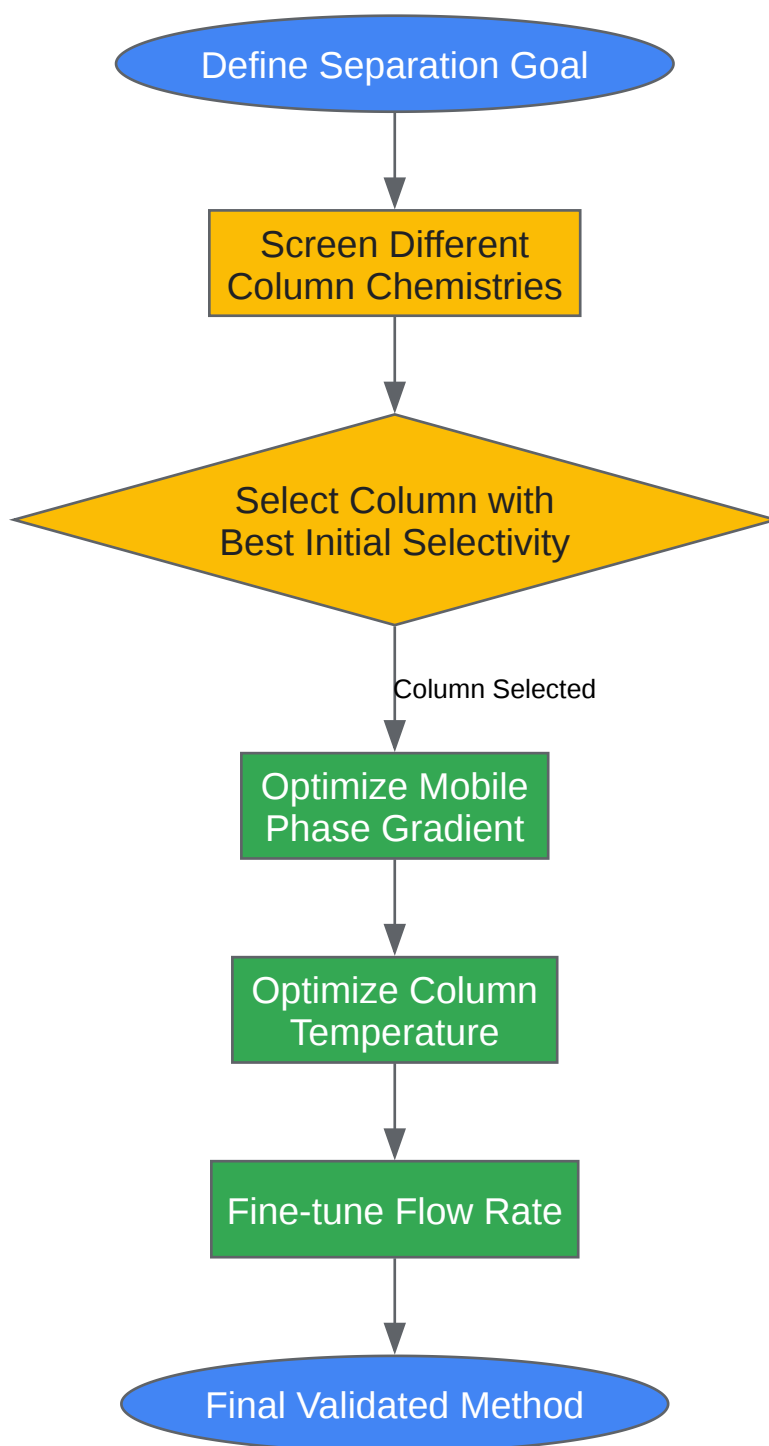 Define Separation Goal
Screen Different
Column Chemistries
Select Column with
Best Initial Selectivity
Column Selected
Optimize Mobile
Phase Gradient
Optimize Column
Temperature
Fine-tune Flow Rate
Final Validated Method